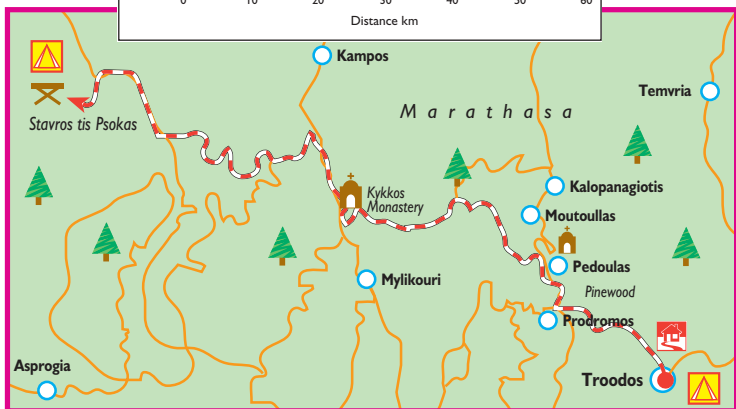 0 10 20 30 40 50 60
Distance km
Kampos
Temvria
Marathasa
Stavros tis Psokas
Kalopanagiotis
Kykkos
Monastery
Moutoullas
Pedoulas
Mylikouri
Pinewood
Prodromos
Asprogia
Troodos